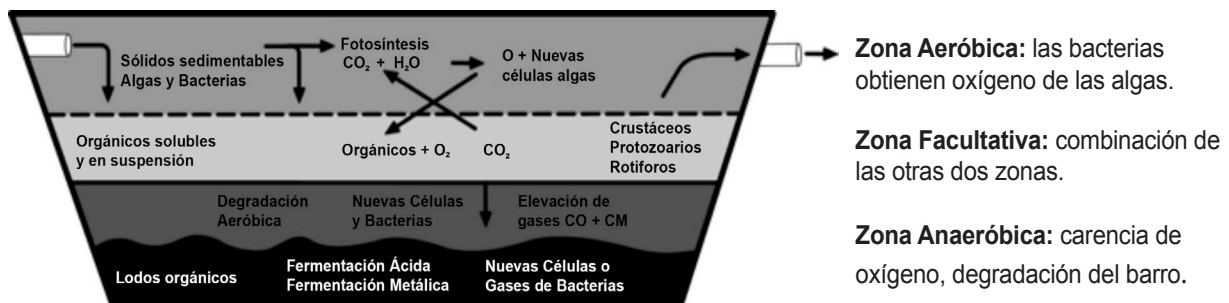 Sólidos sedimentables
Algas y Bacterias
Fotosíntesis
CO₂ + H₂O
O + Nuevas
células algas
Orgánicos solubles
y en suspensión
Orgánicos + O₂
CO₂
Crustáceos
Protozoarios
Rotiforos
Degradación
Aeróbica
Nuevas Células
y Bacterias
Elevación de
gases CO + CM
Lodos orgánicos
Fermentación Ácida
Fermentación Metálica
Nuevas Células o
Gases de Bacterias
Zona Aeróbica: las bacterias
obtienen oxígeno de las algas.
Zona Facultativa: combinación de
las otras dos zonas.
Zona Anaeróbica: carencia de
oxígeno, degradación del barro.